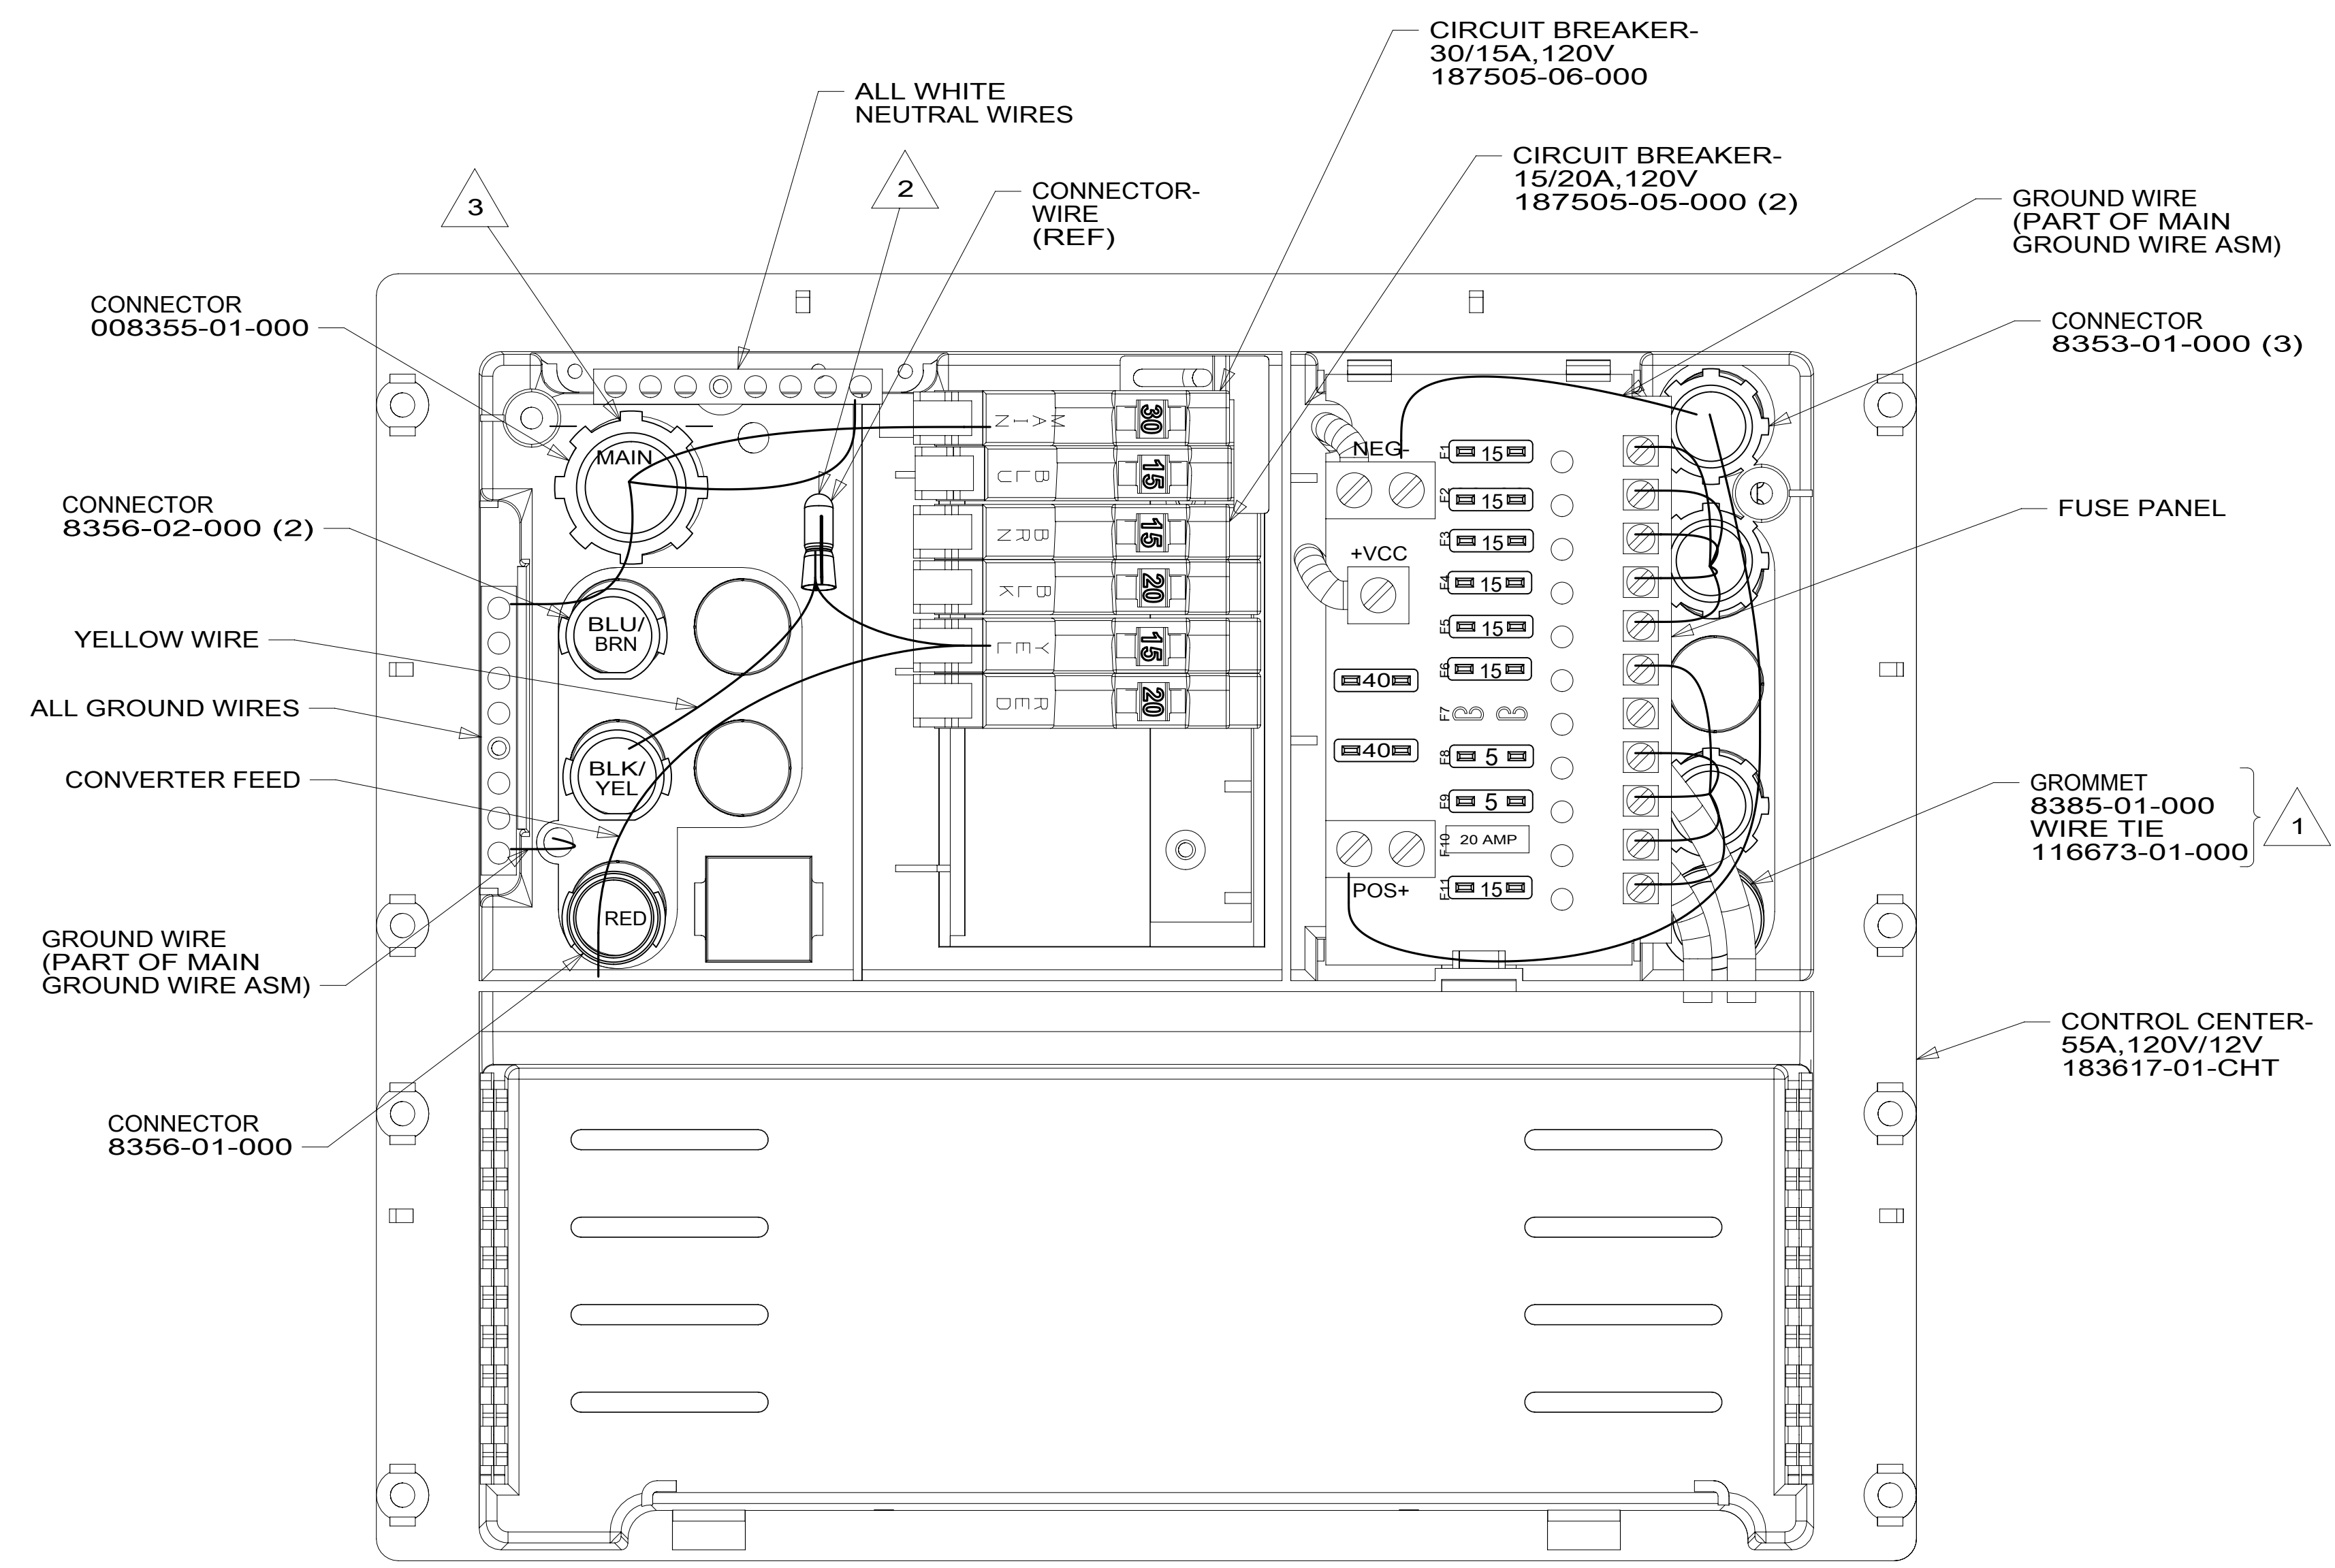 CIRCUIT BREAKER-
30/15A,120V
187505-06-000
ALL WHITE
NEUTRAL WIRES
CIRCUIT BREAKER-
15/20A,120V
187505-05-000 (2)
3
2
CONNECTOR-
WIRE
(REF)
GROUND WIRE
(PART OF MAIN
GROUND WIRE ASM)
CONNECTOR
008355-01-000
CONNECTOR
8353-01-000 (3)
CONNECTOR
8356-02-000 (2)
FUSE PANEL
YELLOW WIRE
ALL GROUND WIRES
CONVERTER FEED
GROMMET
8385-01-000
WIRE TIE
116673-01-000
1
GROUND WIRE
(PART OF MAIN
GROUND WIRE ASM)
CONTROL CENTER-
55A,120V/12V
183617-01-CHT
CONNECTOR
8356-01-000
MAIN
BLU/
BRN
BLK/
YEL
RED
MAIN
30
BLU
15
BRN
15
BLK
20
YEL
15
RED
20
NEG-
+VCC
40
40
POS+
F1
15
F2
15
F3
15
F4
15
F5
15
F6
15
F7
F8
5
F9
5
F10
20 AMP
F11
15